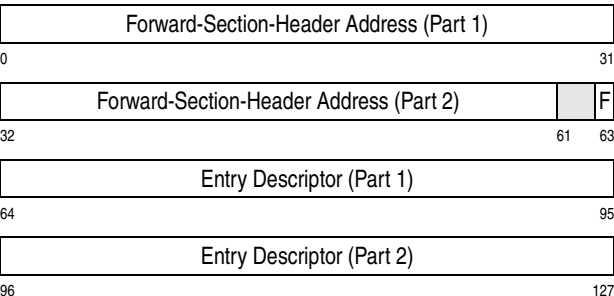 Forward-Section-Header Address (Part 1)
0 31
Forward-Section-Header Address (Part 2) F
32 61 63
Entry Descriptor (Part 1)
64 95
Entry Descriptor (Part 2)
96 127